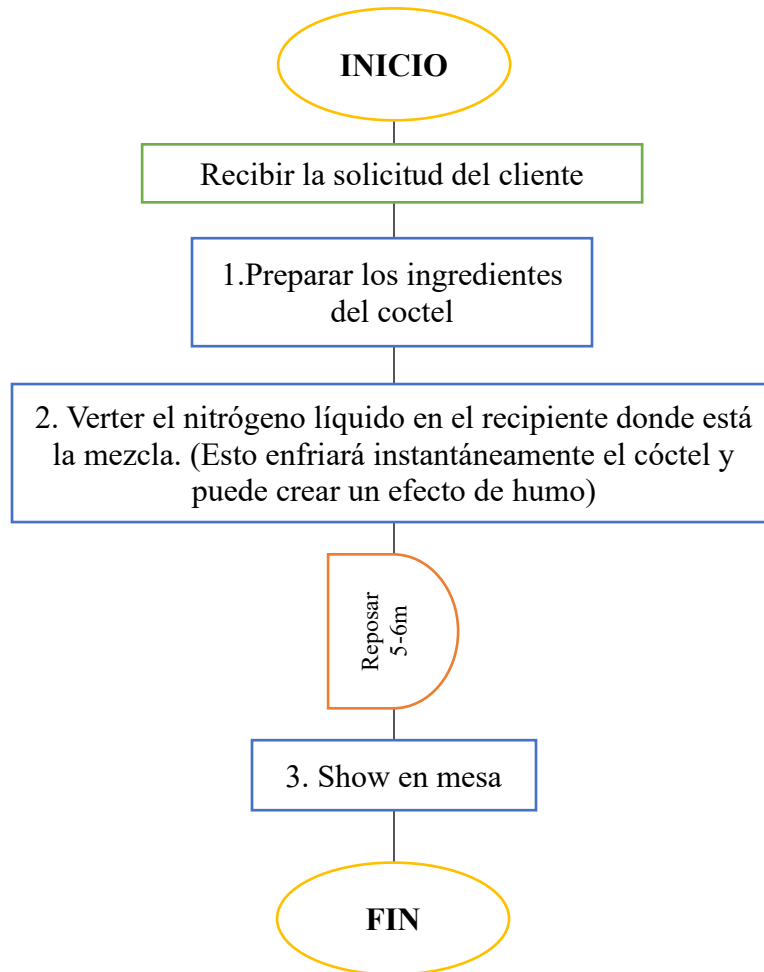 INICIO
Recibir la solicitud del cliente
1.Preparar los ingredientes
del coctel
2. Verter el nitrógeno líquido en el recipiente donde está
la mezcla. (Esto enfriará instantáneamente el cóctel y
puede crear un efecto de humo)
Reposar
5-6m
3. Show en mesa
FIN